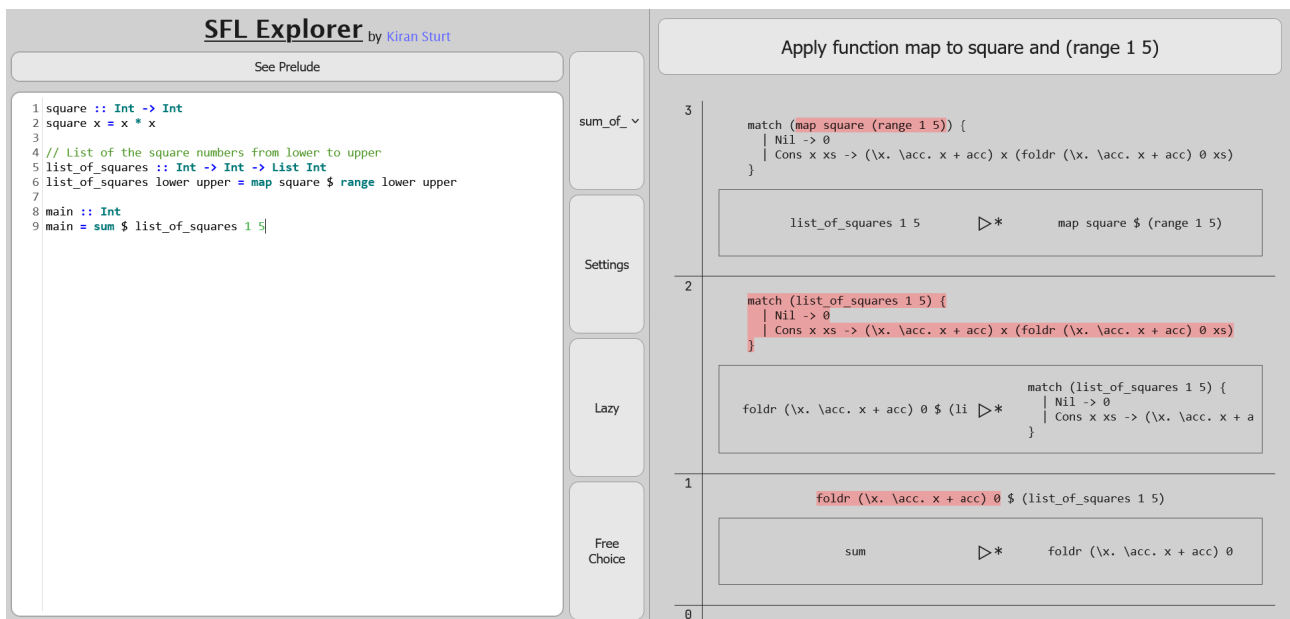 SFL Explorer by Kiran Sturt
See Prelude
1 square :: Int -> Int
2 square x = x * x
3
4 // List of the square numbers from lower to upper
5 list_of_squares :: Int -> Int -> List Int
6 list_of_squares lower upper = map square $ range lower upper
7
8 main :: Int
9 main = sum $ list_of_squares 1 5
sum_of_
Settings
Lazy
Free
Choice
Apply function map to square and (range 1 5)
3
match (map square (range 1 5)) {
| Nil -> 0
| Cons x xs -> (\x. \acc. x + acc) x (foldr (\x. \acc. x + acc) 0 xs)
}
list_of_squares 1 5 ▷* map square $ (range 1 5)
2
match (list_of_squares 1 5) {
| Nil -> 0
| Cons x xs -> (\x. \acc. x + acc) x (foldr (\x. \acc. x + acc) 0 xs)
}
foldr (\x. \acc. x + acc) 0 $ (li ▷*
match (list_of_squares 1 5) {
| Nil -> 0
| Cons x xs -> (\x. \acc. x + a
}
1
foldr (\x. \acc. x + acc) 0 $ (list_of_squares 1 5)
sum ▷* foldr (\x. \acc. x + acc) 0
0